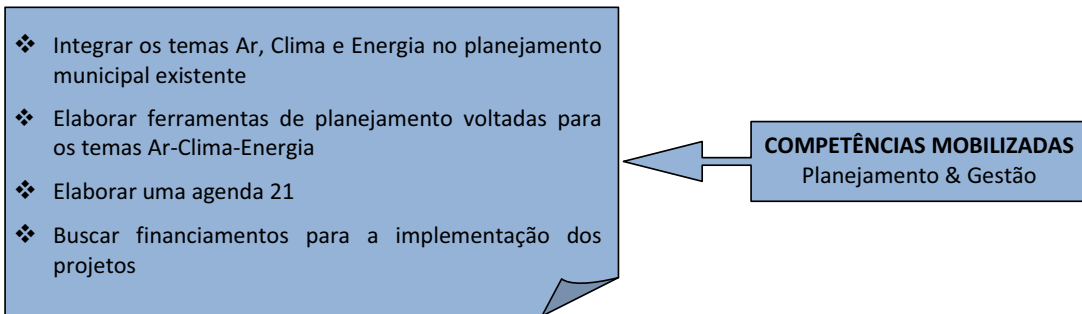 ❖ Integrar os temas Ar, Clima e Energia no planejamento
municipal existente
❖ Elaborar ferramentas de planejamento voltadas para
os temas Ar-Clima-Energia
❖ Elaborar uma agenda 21
❖ Buscar financiamentos para a implementação dos
projetos
COMPETÊNCIAS MOBILIZADAS
Planejamento & Gestão